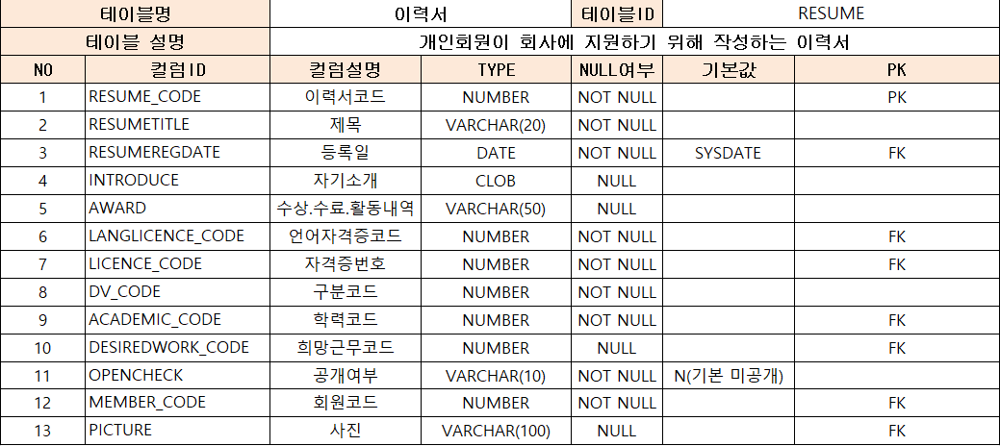 테이블명 이력서 테이블ID RESUME
테이블 설명 개인회원이 회사에 지원하기 위해 작성하는 이력서
NO 컬럼ID 컬럼설명 TYPE NULL여부 기본값 PK
1 RESUME_CODE 이력서코드 NUMBER NOT NULL PK
2 RESUMETITLE 제목 VARCHAR(20) NOT NULL
3 RESUMEREGDATE 등록일 DATE NOT NULL SYSDATE FK
4 INTRODUCE 자기소개 CLOB NULL
5 AWARD 수상.수료.활동내역 VARCHAR(50) NULL
6 LANGLICENCE_CODE 언어자격증코드 NUMBER NOT NULL FK
7 LICENCE_CODE 자격증번호 NUMBER NOT NULL FK
8 DV_CODE 구분코드 NUMBER NOT NULL
9 ACADEMIC_CODE 학력코드 NUMBER NOT NULL FK
10 DESIREDWORK_CODE 희망근무코드 NUMBER NULL FK
11 OPENCHECK 공개여부 VARCHAR(10) NOT NULL N(기본 미공개)
12 MEMBER_CODE 회원코드 NUMBER NOT NULL FK
13 PICTURE 사진 VARCHAR(100) NULL FK